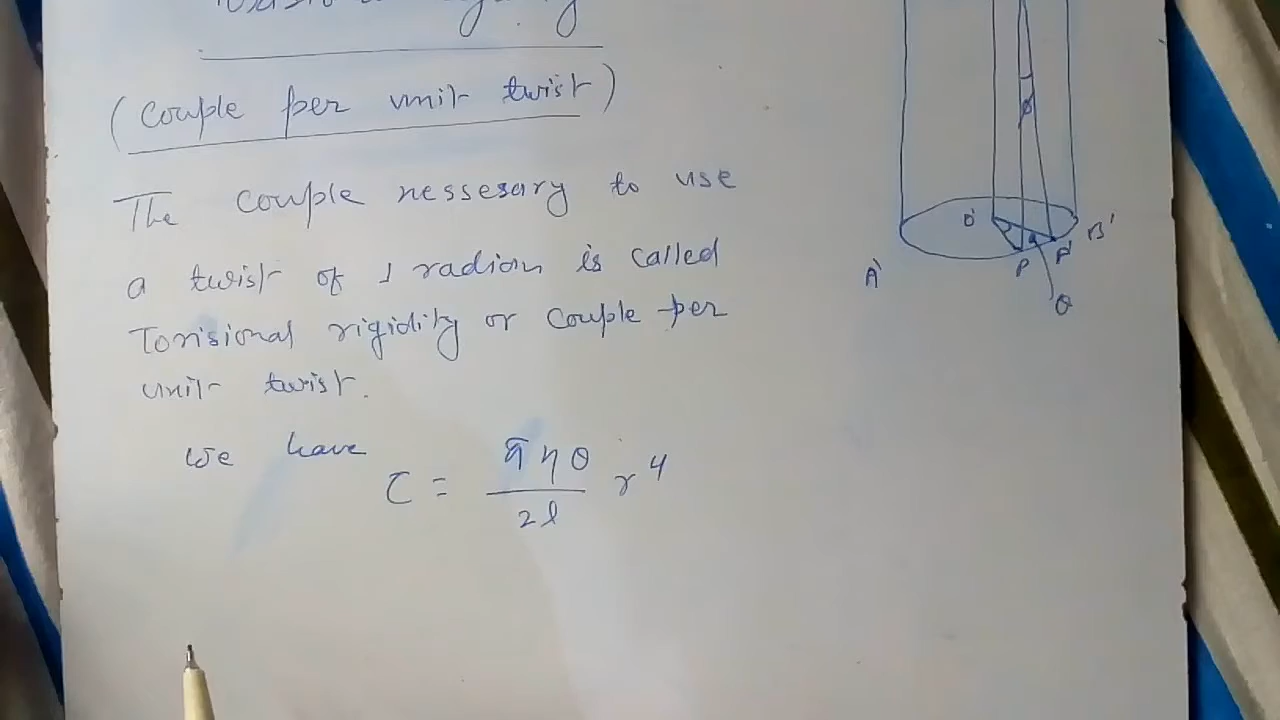 (Couple per unit twist)
The couple nessesary to use
a twist of 1 radian is called
Torisional rigidity or couple per
unit twist.
We have
τ = πηθ/2l r⁴
φ
O'
B'
P P'
A'
θ